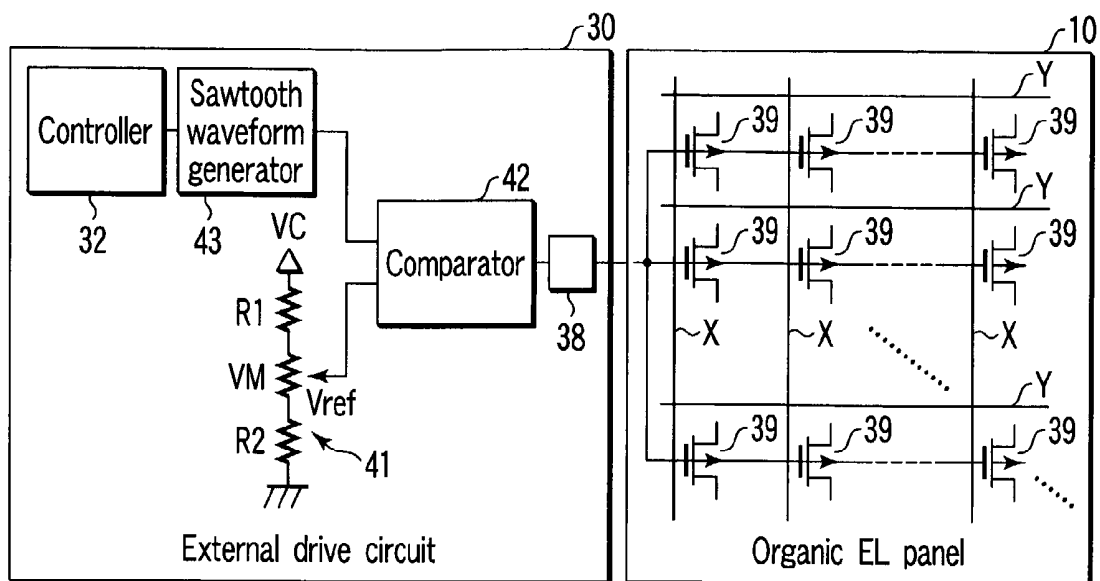 30
10
Controller
Sawtooth
waveform
generator
32
43
VC
R1
VM
Vref
R2
41
42
Comparator
38
External drive circuit
Y
39
39
39
Y
39
39
39
X
X
X
Y
39
39
39
Organic EL panel